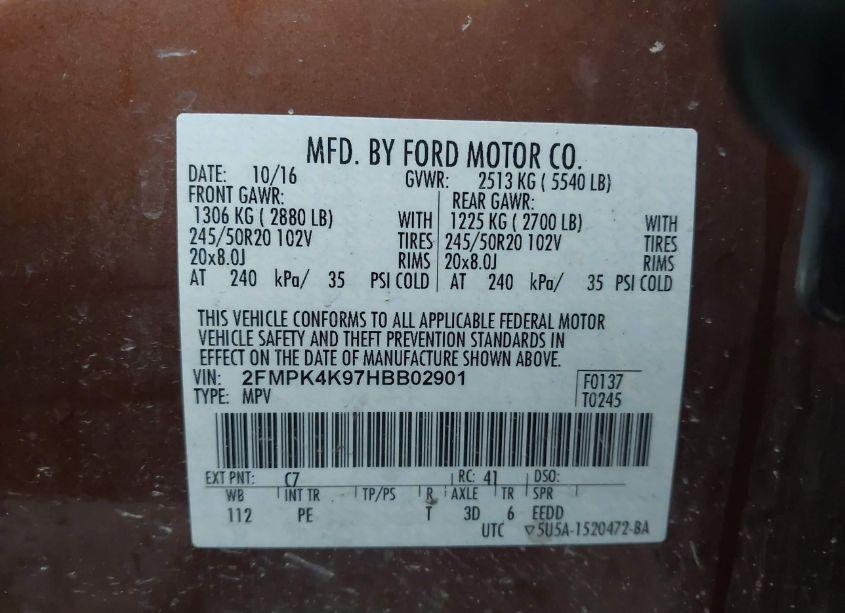 MFD. BY FORD MOTOR CO.
DATE: 10/16 GVWR: 2513 KG ( 5540 LB)
FRONT GAWR: REAR GAWR:
1306 KG ( 2880 LB) WITH 1225 KG ( 2700 LB) WITH
245/50R20 102V TIRES 245/50R20 102V TIRES
20x8.0J RIMS 20x8.0J RIMS
AT 240 kPa/ 35 PSI COLD AT 240 kPa/ 35 PSI COLD
THIS VEHICLE CONFORMS TO ALL APPLICABLE FEDERAL MOTOR
VEHICLE SAFETY AND THEFT PREVENTION STANDARDS IN
EFFECT ON THE DATE OF MANUFACTURE SHOWN ABOVE.
VIN: 2FMPK4K97HBB02901 F0137
TYPE: MPV T0245
EXT PNT: C7 RC: 41 DSO:
WB INT TR TP/PS R AXLE TR SPR
112 PE T 3D 6 EEDD
UTC ▽5U5A-1520472-BA